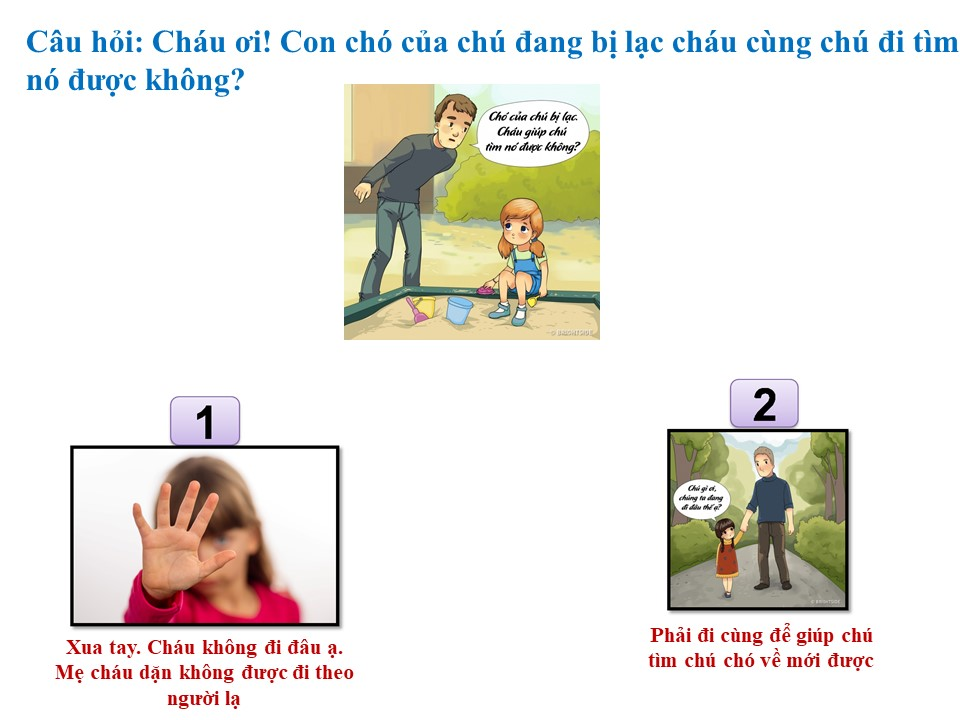 Câu hỏi: Cháu ơi! Con chó của chú đang bị lạc cháu cùng chú đi tìm
nó được không?
Chó của chú bị lạc.
Cháu giúp chú
tìm nó được không?
© BRIGHTSIDE
1
2
Chú gì ơi,
chúng ta đang
đi đâu thế ạ?
© BRIGHTSIDE
Xua tay. Cháu không đi đâu ạ.
Mẹ cháu dặn không được đi theo
người lạ
Phải đi cùng để giúp chú
tìm chú chó về mới được